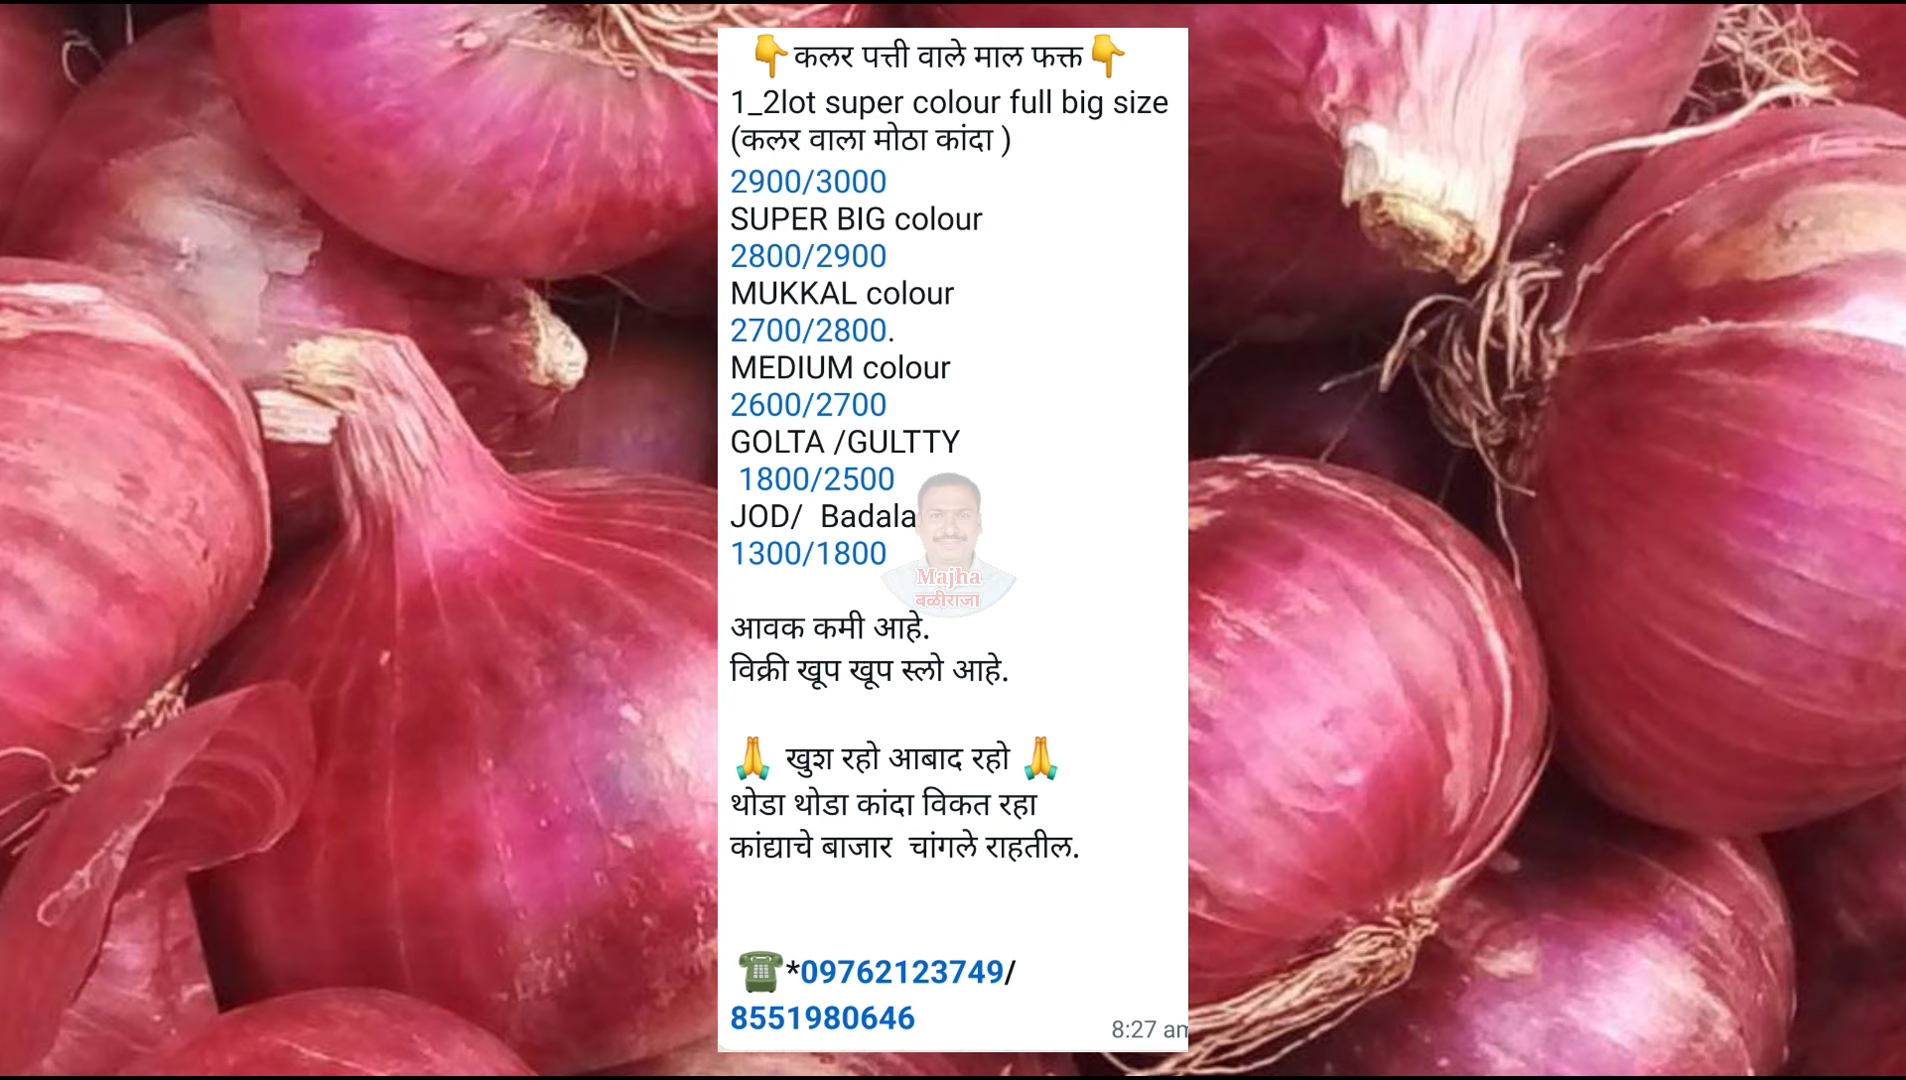 👇कलर पत्ती वाले माल फक्त👇
1_2lot super colour full big size
(कलर वाला मोठा कांदा )
2900/3000
SUPER BIG colour
2800/2900
MUKKAL colour
2700/2800.
MEDIUM colour
2600/2700
GOLTA /GULTTY
1800/2500
JOD/  Badala
1300/1800
Majha
बळीराजा
आवक कमी आहे.
विक्री खूप खूप स्लो आहे.
🙏 खुश रहो आबाद रहो 🙏
थोडा थोडा कांदा विकत रहा
कांद्याचे बाजार  चांगले राहतील.
☎*09762123749/
8551980646
8:27 am